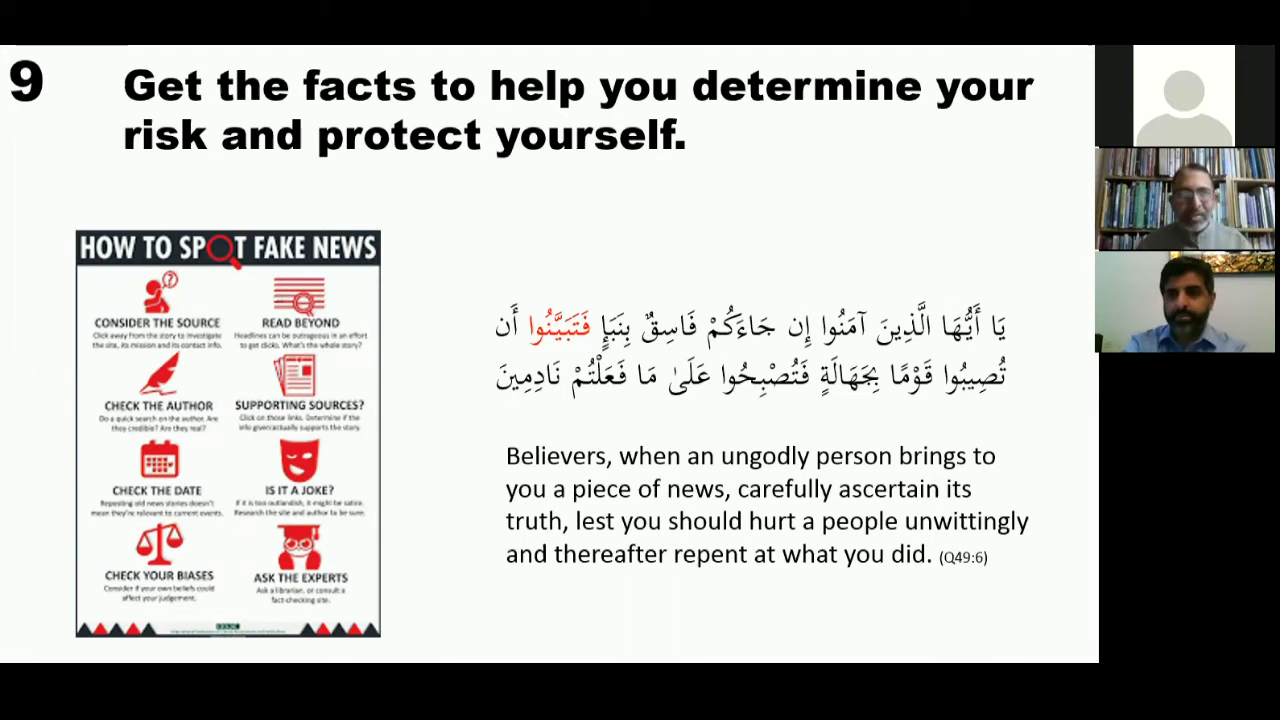 9
Get the facts to help you determine your
risk and protect yourself.
HOW TO SPOT FAKE NEWS
CONSIDER THE SOURCE
Click away from the story to investigate
the site, its mission and its contact info.
READ BEYOND
Headlines can be outrageous in an effort
to get clicks. What's the whole story?
CHECK THE AUTHOR
Do a quick search on the author. Are
they credible? Are they real?
SUPPORTING SOURCES?
Click on those links. Determine if the
info given actually supports the story.
CHECK THE DATE
Reposting old news stories doesn't
mean they're relevant to current events.
IS IT A JOKE?
If it is too outlandish, it might be satire.
Research the site and author to be sure.
CHECK YOUR BIASES
Consider if your own beliefs could
affect your judgement.
ASK THE EXPERTS
Ask a librarian, or consult a
fact-checking site.
يَا أَيُّهَا الَّذِينَ آمَنُوا إِن جَاءَكُمْ فَاسِقٌ بِنَبَإٍ فَتَبَيَّنُوا أَن
تُصِيبُوا قَوْمًا بِجَهَالَةٍ فَتُصْبِحُوا عَلَىٰ مَا فَعَلْتُمْ نَادِمِينَ
Believers, when an ungodly person brings to
you a piece of news, carefully ascertain its
truth, lest you should hurt a people unwittingly
and thereafter repent at what you did. (Q49:6)